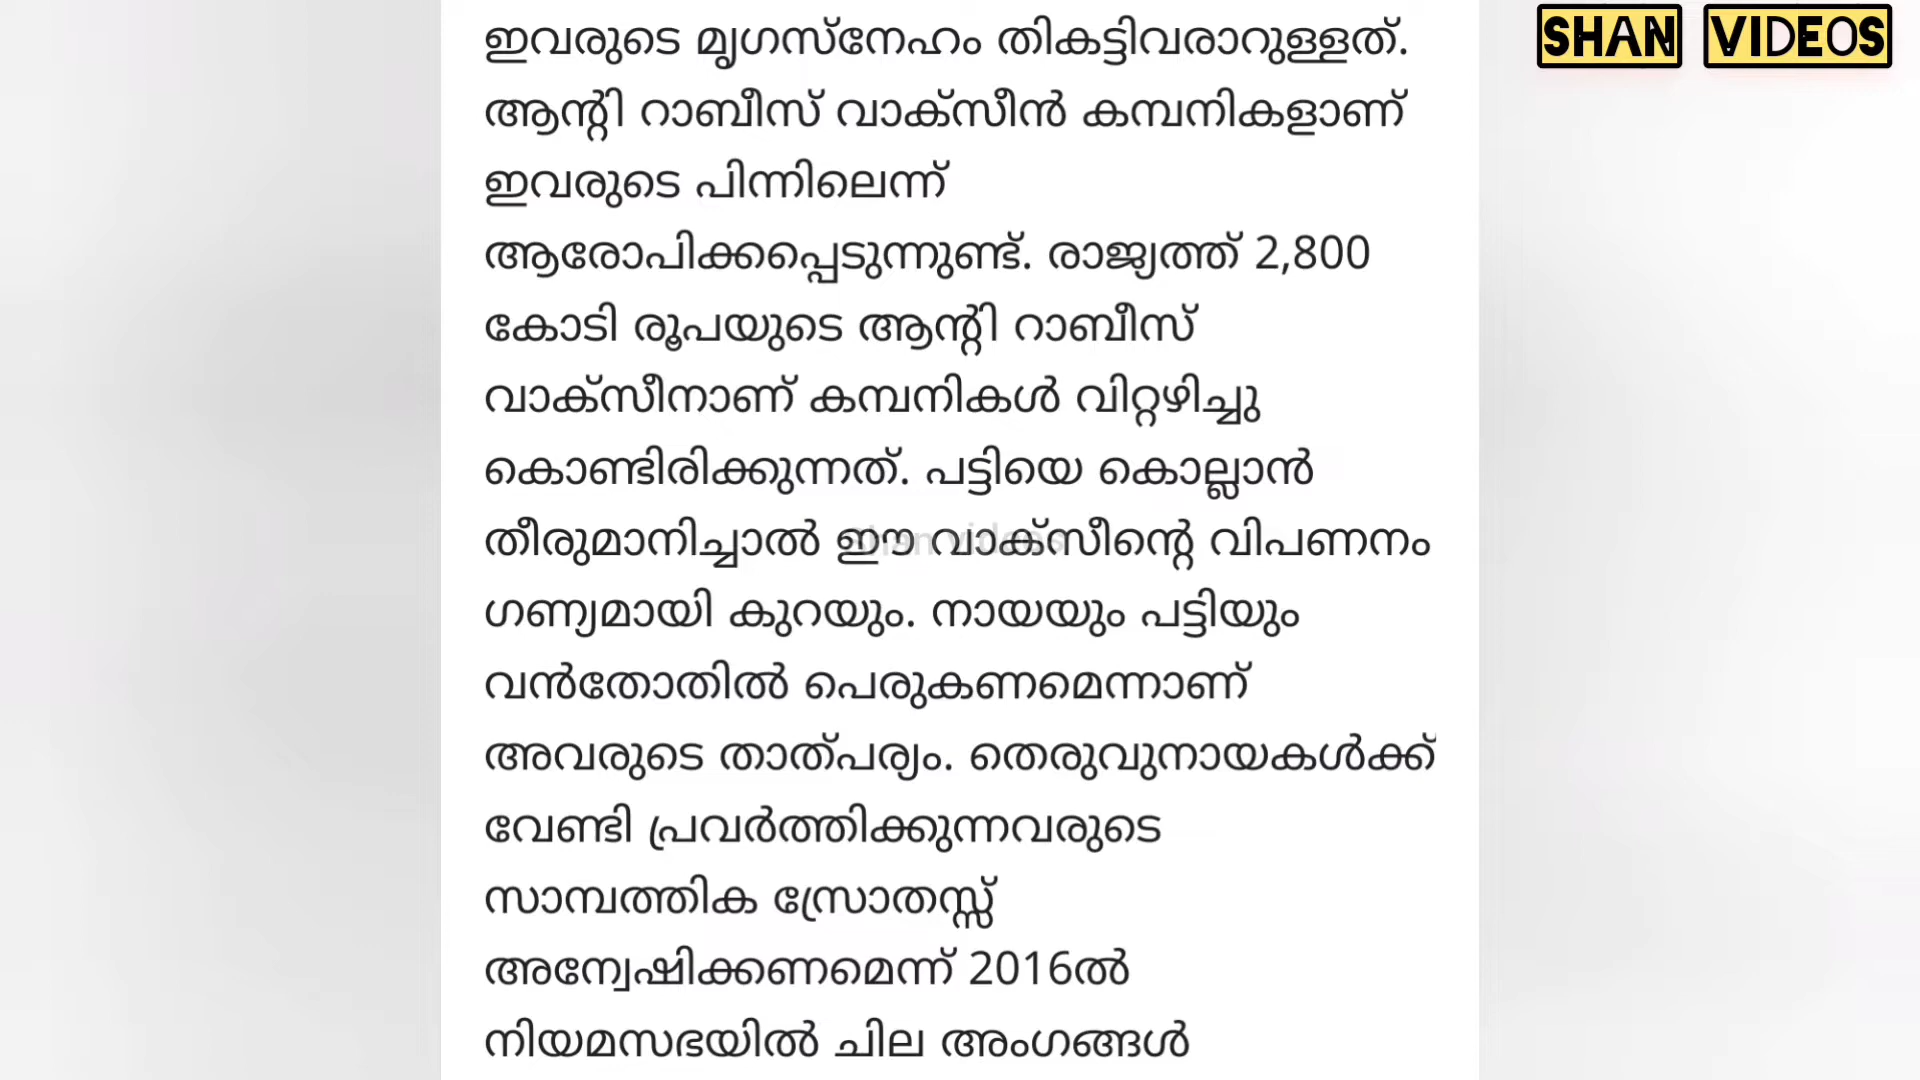 SHAN VIDEOS
ഇവരുടെ മൃഗസ്നേഹം തികട്ടിവരാറുള്ളത്.
ആന്റി റാബീസ് വാക്സീൻ കമ്പനികളാണ്
ഇവരുടെ പിന്നിലെന്ന്
ആരോപിക്കപ്പെടുന്നുണ്ട്. രാജ്യത്ത് 2,800
കോടി രൂപയുടെ ആന്റി റാബീസ്
വാക്സീനാണ് കമ്പനികൾ വിറ്റഴിച്ചു
കൊണ്ടിരിക്കുന്നത്. പട്ടിയെ കൊല്ലാൻ
തീരുമാനിച്ചാൽ ഈ വാക്സീന്റെ വിപണനം
Shan videos
ഗണ്യമായി കുറയും. നായയും പട്ടിയും
വൻതോതിൽ പെരുകണമെന്നാണ്
അവരുടെ താത്പര്യം. തെരുവുനായകൾക്ക്
വേണ്ടി പ്രവർത്തിക്കുന്നവരുടെ
സാമ്പത്തിക സ്രോതസ്സ്
അന്വേഷിക്കണമെന്ന് 2016ൽ
നിയമസഭയിൽ ചില അംഗങ്ങൾ